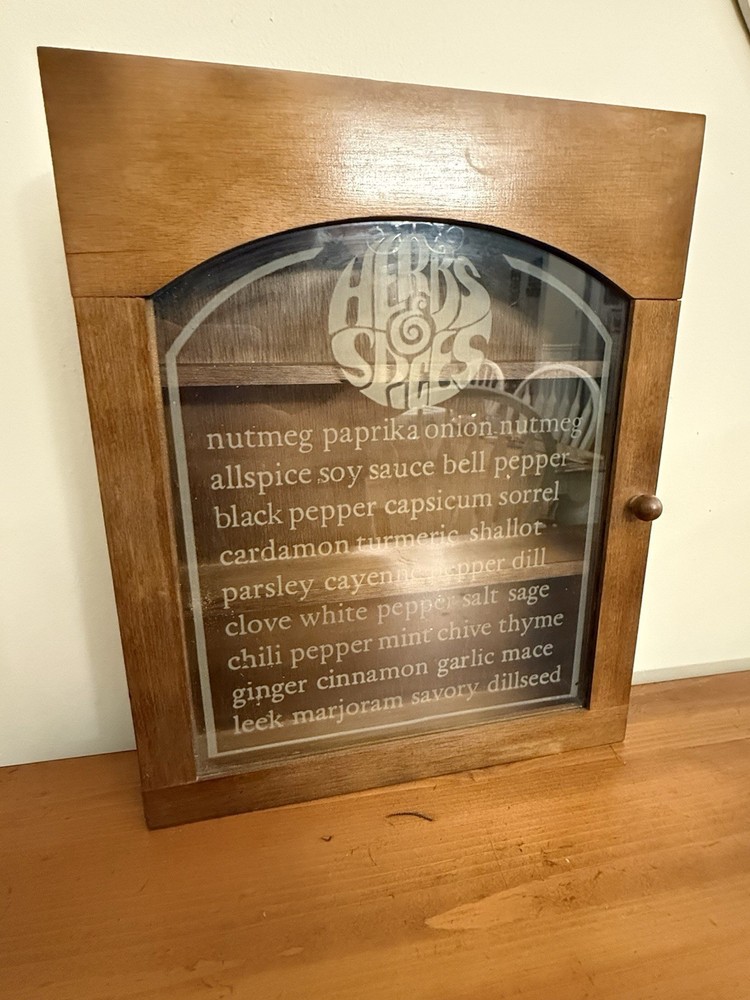 HERBS
&
SPICES
nutmeg paprika onion nutmeg
allspice soy sauce bell pepper
black pepper capsicum sorrel
cardamon turmeric shallot
parsley cayenne pepper dill
clove white pepper salt sage
chili pepper mint chive thyme
ginger cinnamon garlic mace
leek marjoram savory dillseed